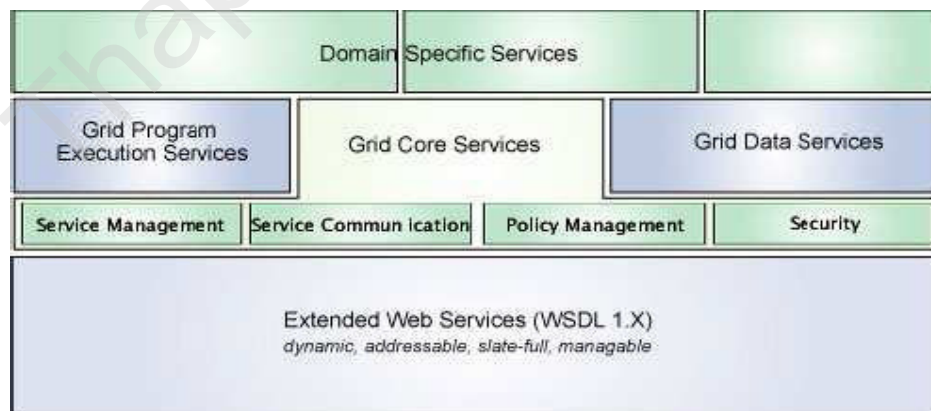 Domain Specific Services
Grid Program
Execution Services
Grid Core Services
Grid Data Services
Service Management
Service Commun ication
Policy Management
Security
Extended Web Services (WSDL 1.X)
dynamic, addressable, slate-full, managable
Thap